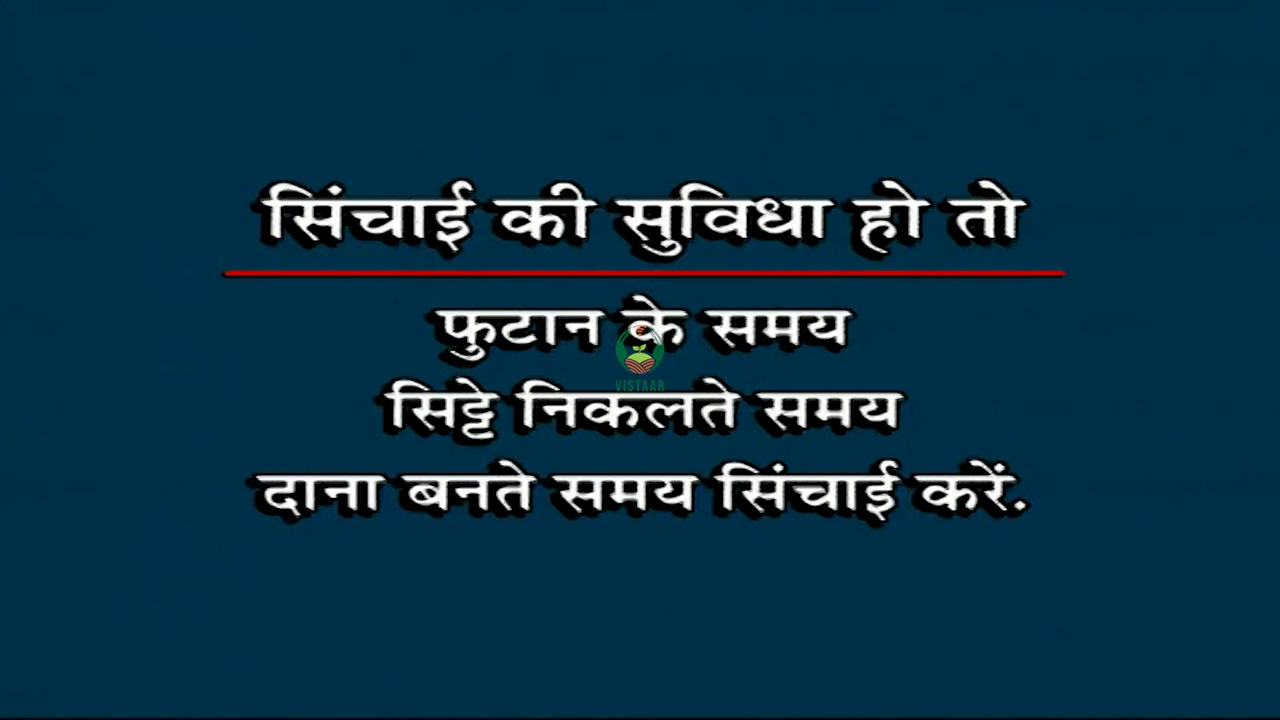 सिंचाई की सुविधा हो तो
फुटान के समय
VISTAAR
सिट्टे निकलते समय
दाना बनते समय सिंचाई करें.